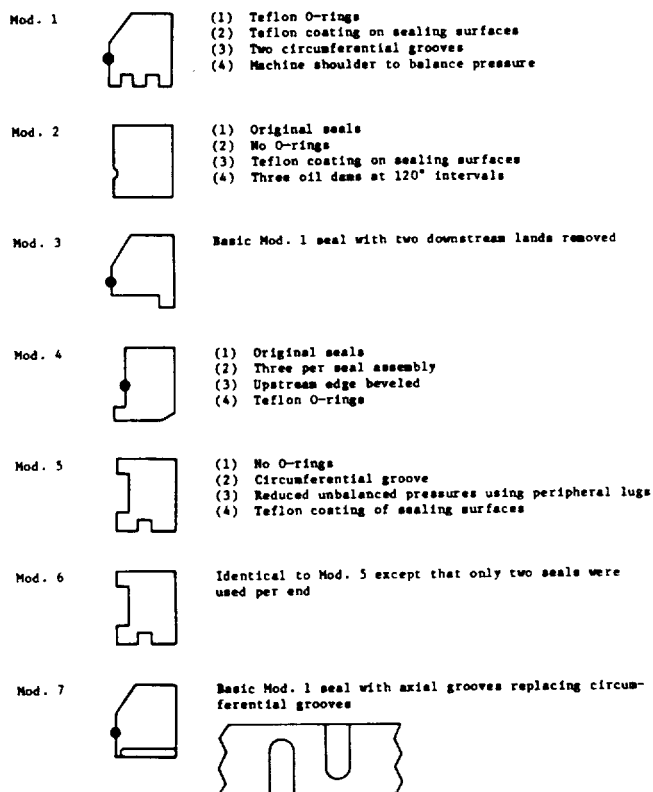 Mod. 1
(1) Teflon O-rings
(2) Teflon coating on sealing surfaces
(3) Two circumferential grooves
(4) Machine shoulder to balance pressure
Mod. 2
(1) Original seals
(2) No O-rings
(3) Teflon coating on sealing surfaces
(4) Three oil dams at 120° intervals
Mod. 3
Basic Mod. 1 seal with two downstream lands removed
Mod. 4
(1) Original seals
(2) Three per seal assembly
(3) Upstream edge beveled
(4) Teflon O-rings
Mod. 5
(1) No O-rings
(2) Circumferential groove
(3) Reduced unbalanced pressures using peripheral lugs
(4) Teflon coating of sealing surfaces
Mod. 6
Identical to Mod. 5 except that only two seals were
used per end
Mod. 7
Basic Mod. 1 seal with axial grooves replacing circum-
ferential grooves